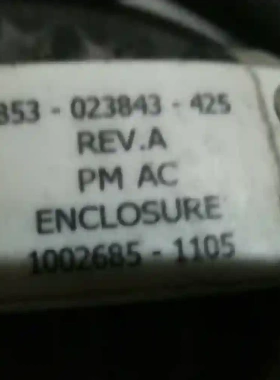 853 - 023843 - 425
REV.A
PM AC
ENCLOSURE
1002685 - 1105